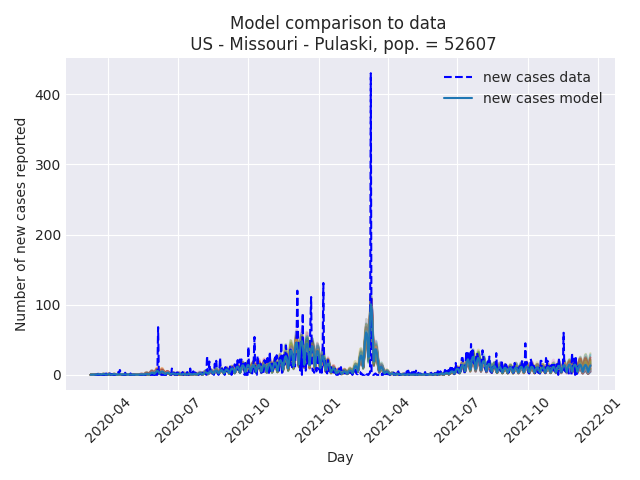 Model comparison to data
US - Missouri - Pulaski, pop. = 52607
new cases data
new cases model
Number of new cases reported
400
300
200
100
0
2020-04
2020-07
2020-10
2021-01
2021-04
2021-07
2021-10
2022-01
Day